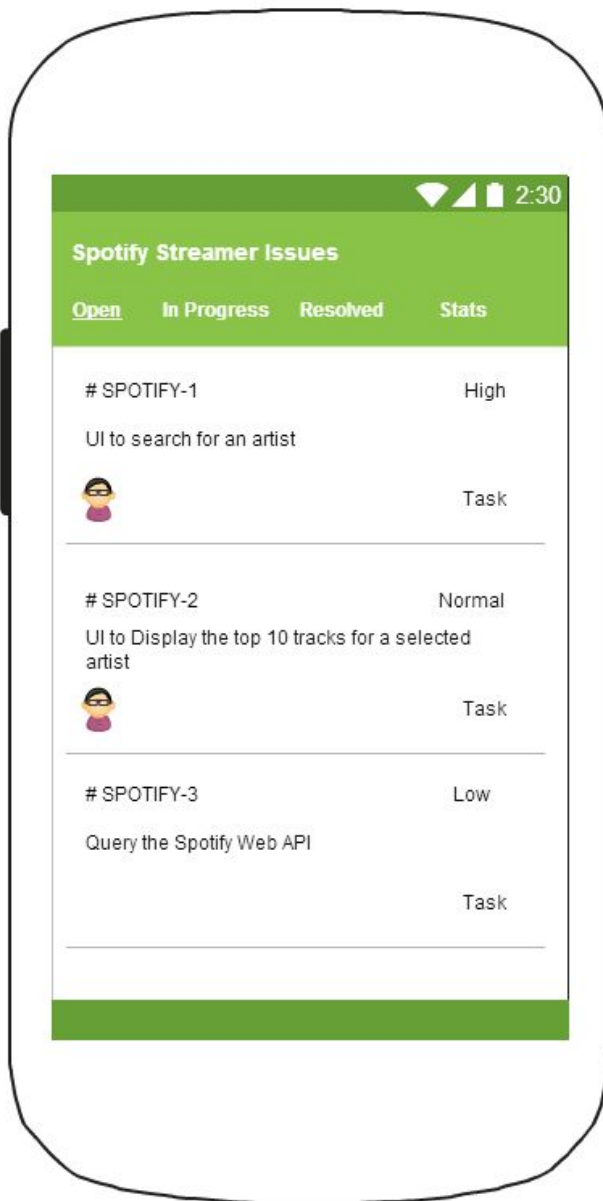 2:30
Spotify Streamer Issues
Open In Progress Resolved Stats
# SPOTIFY-1 High
UI to search for an artist
Task
# SPOTIFY-2 Normal
UI to Display the top 10 tracks for a selected
artist
Task
# SPOTIFY-3 Low
Query the Spotify Web API
Task